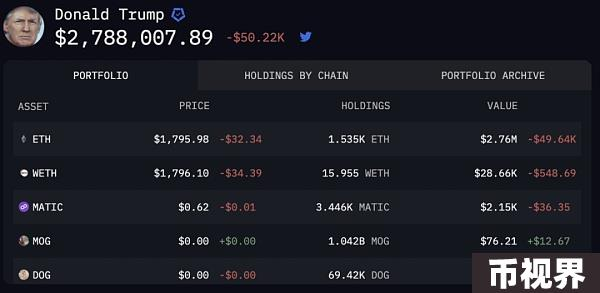 Donald Trump
$2,788,007.89 -$50.22K
PORTFOLIO HOLDINGS BY CHAIN PORTFOLIO ARCHIVE
ASSET PRICE HOLDINGS VALUE
ETH $1,795.98 -$32.34 1.535K ETH $2.76M -$49.64K
WETH $1,796.10 -$34.39 15.955 WETH $28.66K -$548.69
MATIC $0.62 -$0.01 3.446K MATIC $2.15K -$36.35
MOG $0.00 +$0.00 1.042B MOG $76.21 +$12.67
DOG $0.00 -$0.00 69.42K DOG
币视界